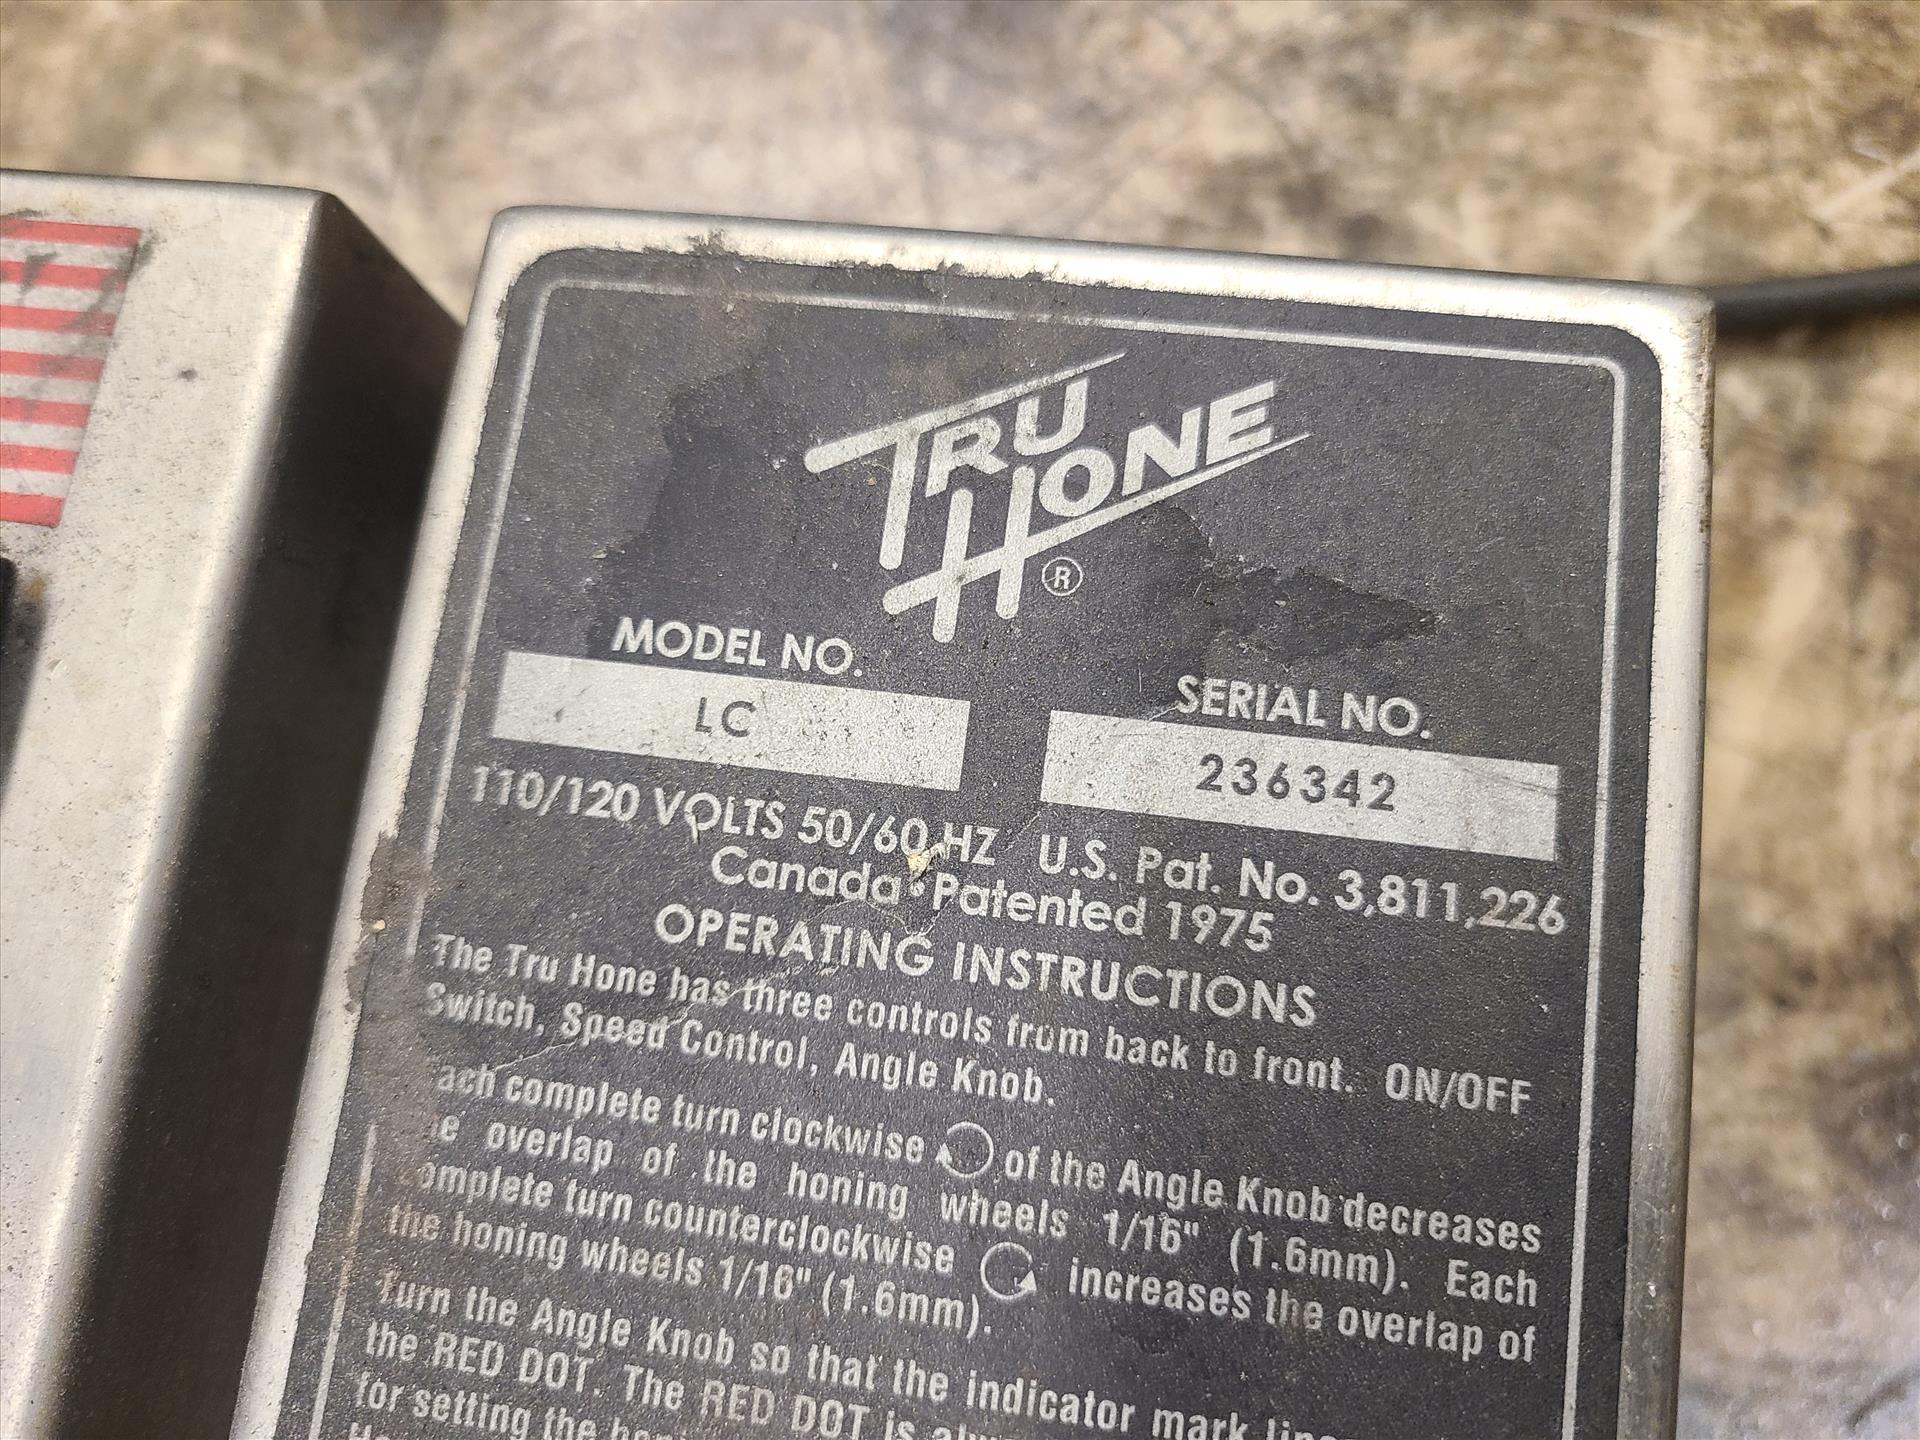 TRU
HONE
®
MODEL NO.
LC
SERIAL NO.
236342
110/120 VOLTS 50/60 HZ U.S. Pat. No. 3,811,226
Canada • Patented 1975
OPERATING INSTRUCTIONS
The Tru Hone has three controls from back to front. ON/OFF
Switch, Speed Control, Angle Knob.
ach complete turn clockwise of the Angle Knob decreases
e overlap of the honing wheels 1/16" (1.6mm). Each
omplete turn counterclockwise increases the overlap of
the honing wheels 1/16" (1.6mm).
Turn the Angle Knob so that the indicator mark
the RED DOT. The RED DOT is
for setting the